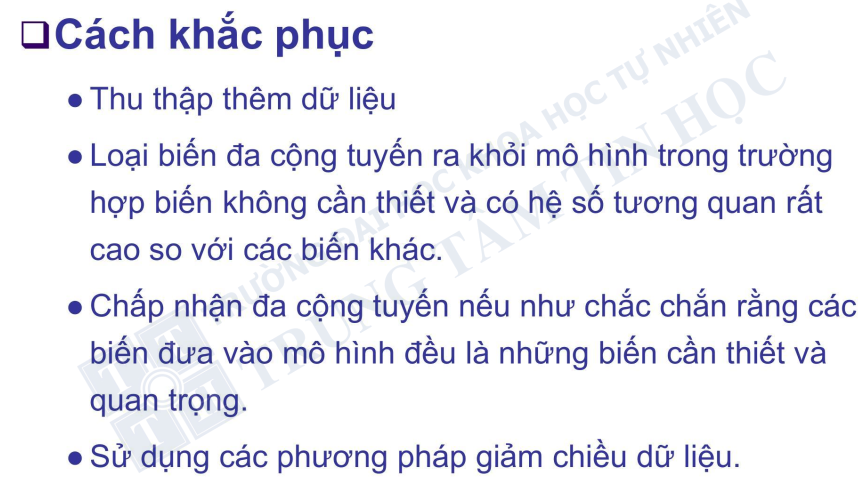 Cách khắc phục
Thu thập thêm dữ liệu
Loại biến đa cộng tuyến ra khỏi mô hình trong trường
hợp biến không cần thiết và có hệ số tương quan rất
cao so với các biến khác.
Chấp nhận đa cộng tuyến nếu như chắc chắn rằng các
biến đưa vào mô hình đều là những biến cần thiết và
quan trọng.
Sử dụng các phương pháp giảm chiều dữ liệu.
TRƯỜNG ĐẠI HỌC KHOA HỌC TỰ NHIÊN
TRUNG TÂM TIN HỌC